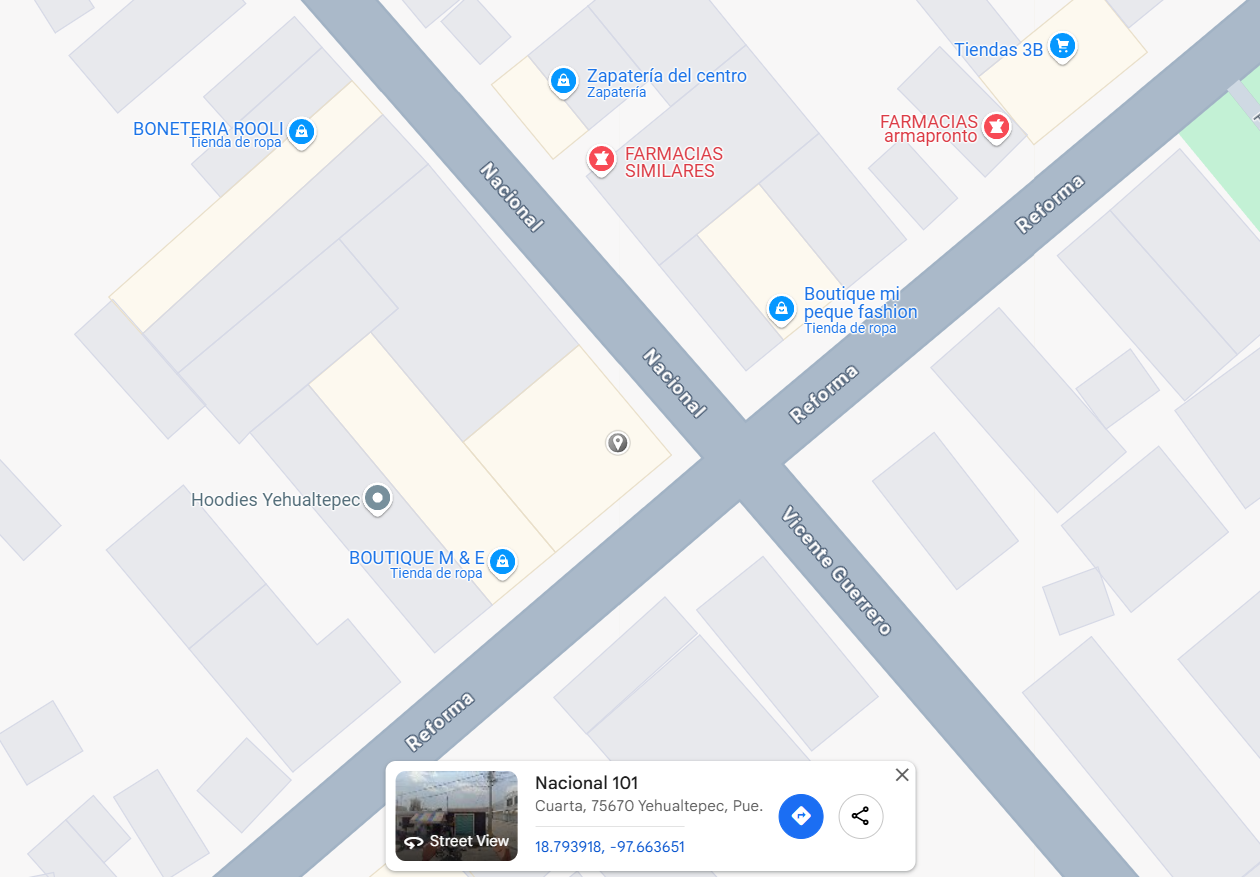 Tiendas 3B
Zapatería del centro
Zapatería
BONETERIA ROOLI
Tienda de ropa
FARMACIAS
armapronto
FARMACIAS
SIMILARES
Nacional
Reforma
Boutique mi
peque fashion
Tienda de ropa
Nacional
Reforma
Hoodies Yehualtepec
BOUTIQUE M & E
Tienda de ropa
Vicente Guerrero
Reforma
Nacional 101
Cuarta, 75670 Yehualtepec, Pue.
Street View
18.793918, -97.663651